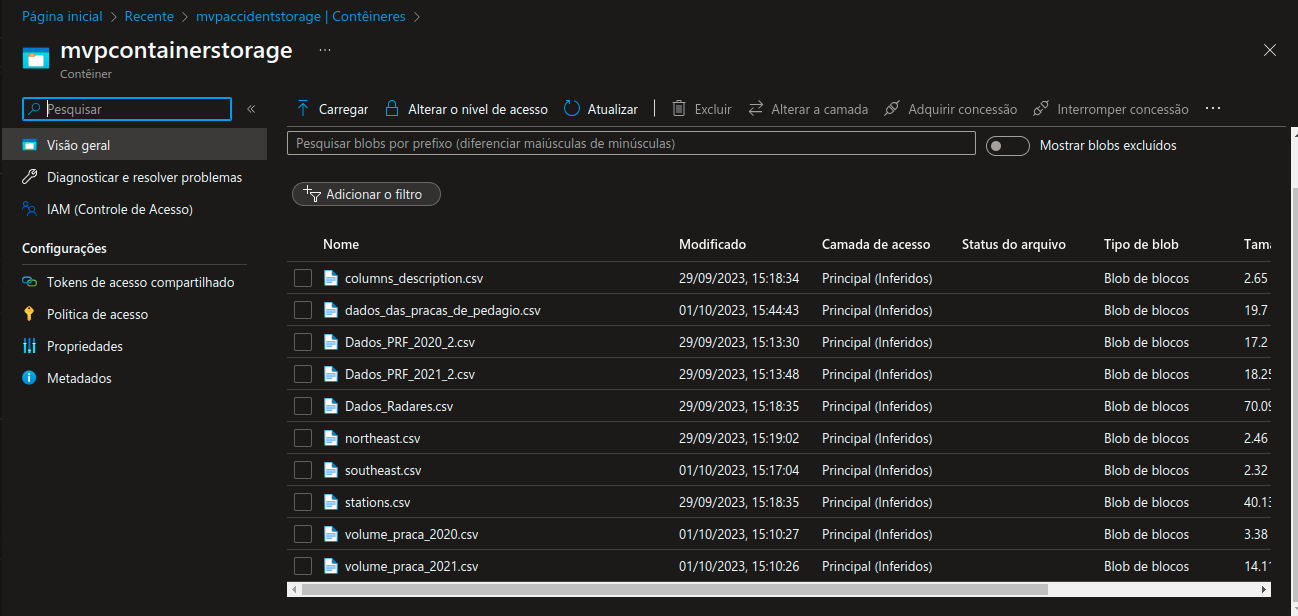 Página inicial > Recente > mvpaccidentstorage | Contêineres >
mvpcontainerstorage ...
Contêiner
Pesquisar «
Carregar Alterar o nível de acesso Atualizar Excluir Alterar a camada Adquirir concessão Interromper concessão ...
Pesquisar blobs por prefixo (diferenciar maiúsculas de minúsculas) Mostrar blobs excluídos
Visão geral
Diagnosticar e resolver problemas
IAM (Controle de Acesso)
Configurações
Tokens de acesso compartilhado
Política de acesso
Propriedades
Metadados
Adicionar o filtro
Nome Modificado Camada de acesso Status do arquivo Tipo de blob Tama
columns_description.csv 29/09/2023, 15:18:34 Principal (Inferidos) Blob de blocos 2.65
dados_das_pracas_de_pedagio.csv 01/10/2023, 15:44:43 Principal (Inferidos) Blob de blocos 19.7
Dados_PRF_2020_2.csv 29/09/2023, 15:13:30 Principal (Inferidos) Blob de blocos 17.2
Dados_PRF_2021_2.csv 29/09/2023, 15:13:48 Principal (Inferidos) Blob de blocos 18.25
Dados_Radares.csv 29/09/2023, 15:18:35 Principal (Inferidos) Blob de blocos 70.09
northeast.csv 29/09/2023, 15:19:02 Principal (Inferidos) Blob de blocos 2.46
southeast.csv 01/10/2023, 15:17:04 Principal (Inferidos) Blob de blocos 2.32
stations.csv 29/09/2023, 15:18:35 Principal (Inferidos) Blob de blocos 40.13
volume_praca_2020.csv 01/10/2023, 15:10:27 Principal (Inferidos) Blob de blocos 3.38
volume_praca_2021.csv 01/10/2023, 15:10:26 Principal (Inferidos) Blob de blocos 14.11